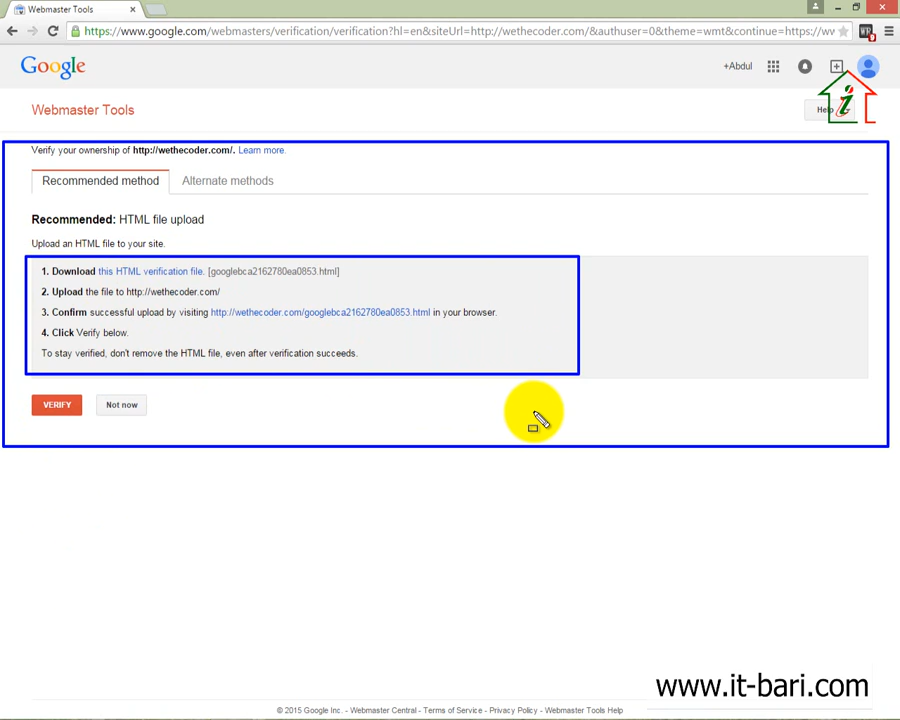 Webmaster Tools
https://www.google.com/webmasters/verification/verification?hl=en&siteUrl=http://wethecoder.com/&authuser=0&theme=wmt&continue=https://wv
Google
+Abdul
Webmaster Tools
Help
Verify your ownership of http://wethecoder.com/. Learn more.
Recommended method Alternate methods
Recommended: HTML file upload
Upload an HTML file to your site.
1. Download this HTML verification file. [googlebca2162780ea0853.html]
2. Upload the file to http://wethecoder.com/
3. Confirm successful upload by visiting http://wethecoder.com/googlebca2162780ea0853.html in your browser.
4. Click Verify below.
To stay verified, don't remove the HTML file, even after verification succeeds.
VERIFY Not now
www.it-bari.com
© 2015 Google Inc. - Webmaster Central - Terms of Service - Privacy Policy - Webmaster Tools Help